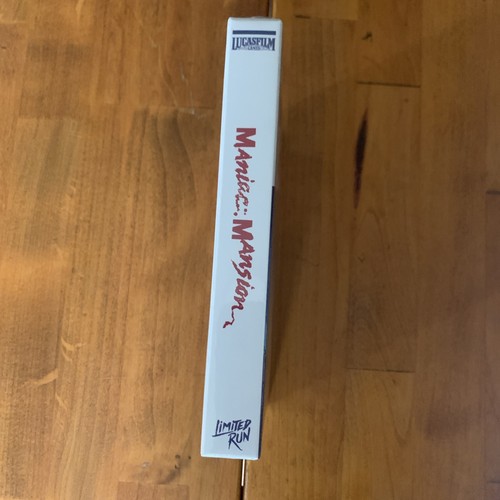 LUCASFILM
GAMES
Maniac Mansion
LIMITED
RUN